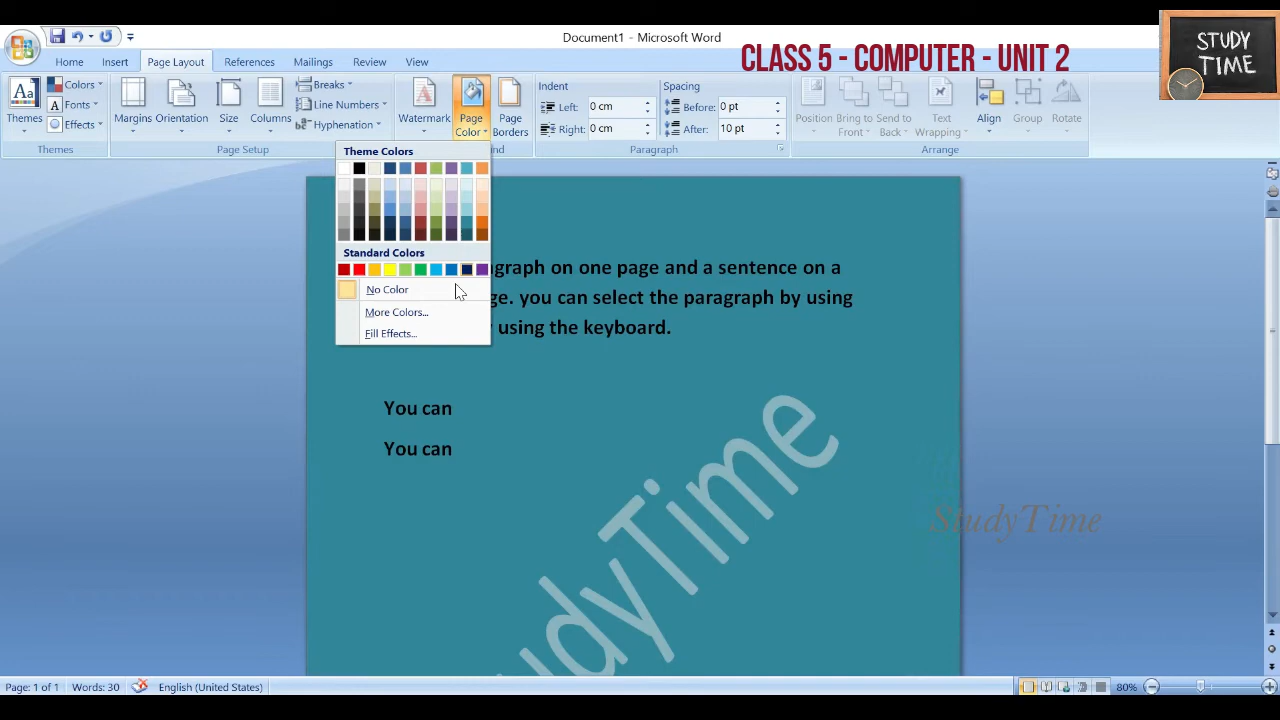 Document1 - Microsoft Word
CLASS 5 - COMPUTER - UNIT 2
STUDY
TIME
Home Insert Page Layout References Mailings Review View
Aa
Themes
Colors
Fonts
Effects
Themes
Margins
Orientation
Size
Columns
Breaks
Line Numbers
Hyphenation
Page Setup
Watermark
Page
Color
Page
Borders
nd
Indent
Left: 0 cm
Right: 0 cm
Spacing
Before: 0 pt
After: 10 pt
Paragraph
Position
Bring to
Front
Send to
Back
Text
Wrapping
Align
Group
Rotate
Arrange
Theme Colors
Standard Colors
No Color
More Colors...
Fill Effects...
graph on one page and a sentence on a
ge. you can select the paragraph by using
using the keyboard.
You can
You can
udyTime
StudyTime
Page: 1 of 1 Words: 30 English (United States) 80%